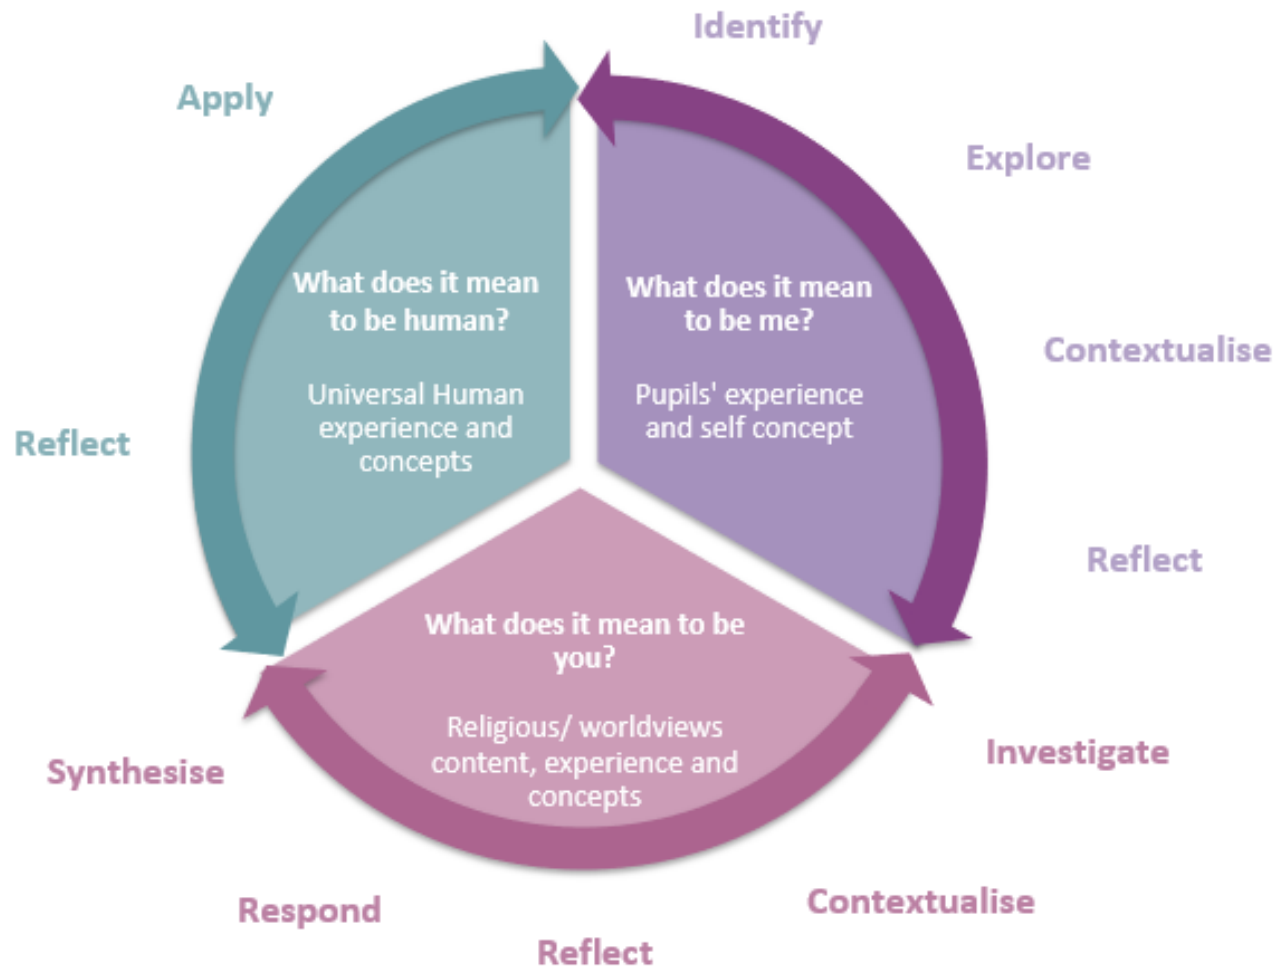 Identify
Apply
Explore
What does it mean
to be human?
Universal Human
experience and
concepts
What does it mean
to be me?
Pupils' experience
and self concept
Contextualise
Reflect
Reflect
What does it mean to be
you?
Religious/ worldviews
content, experience and
concepts
Investigate
Synthesise
Contextualise
Respond
Reflect